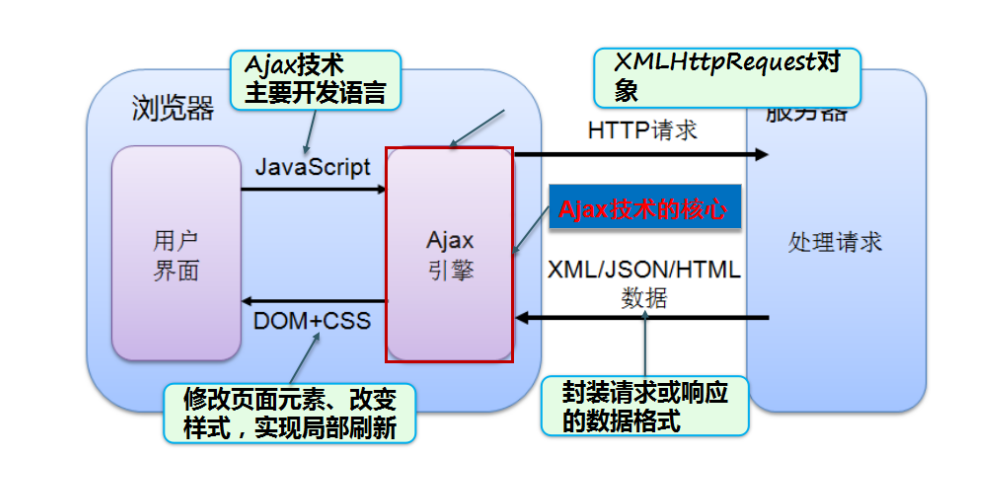 Ajax技术
主要开发语言
XMLHttpRequest对
象
浏览器
服务器
HTTP请求
JavaScript
Ajax技术的核心
用户
界面
Ajax
引擎
处理请求
XML/JSON/HTML
数据
DOM+CSS
修改页面元素、改变
样式，实现局部刷新
封装请求或响应
的数据格式